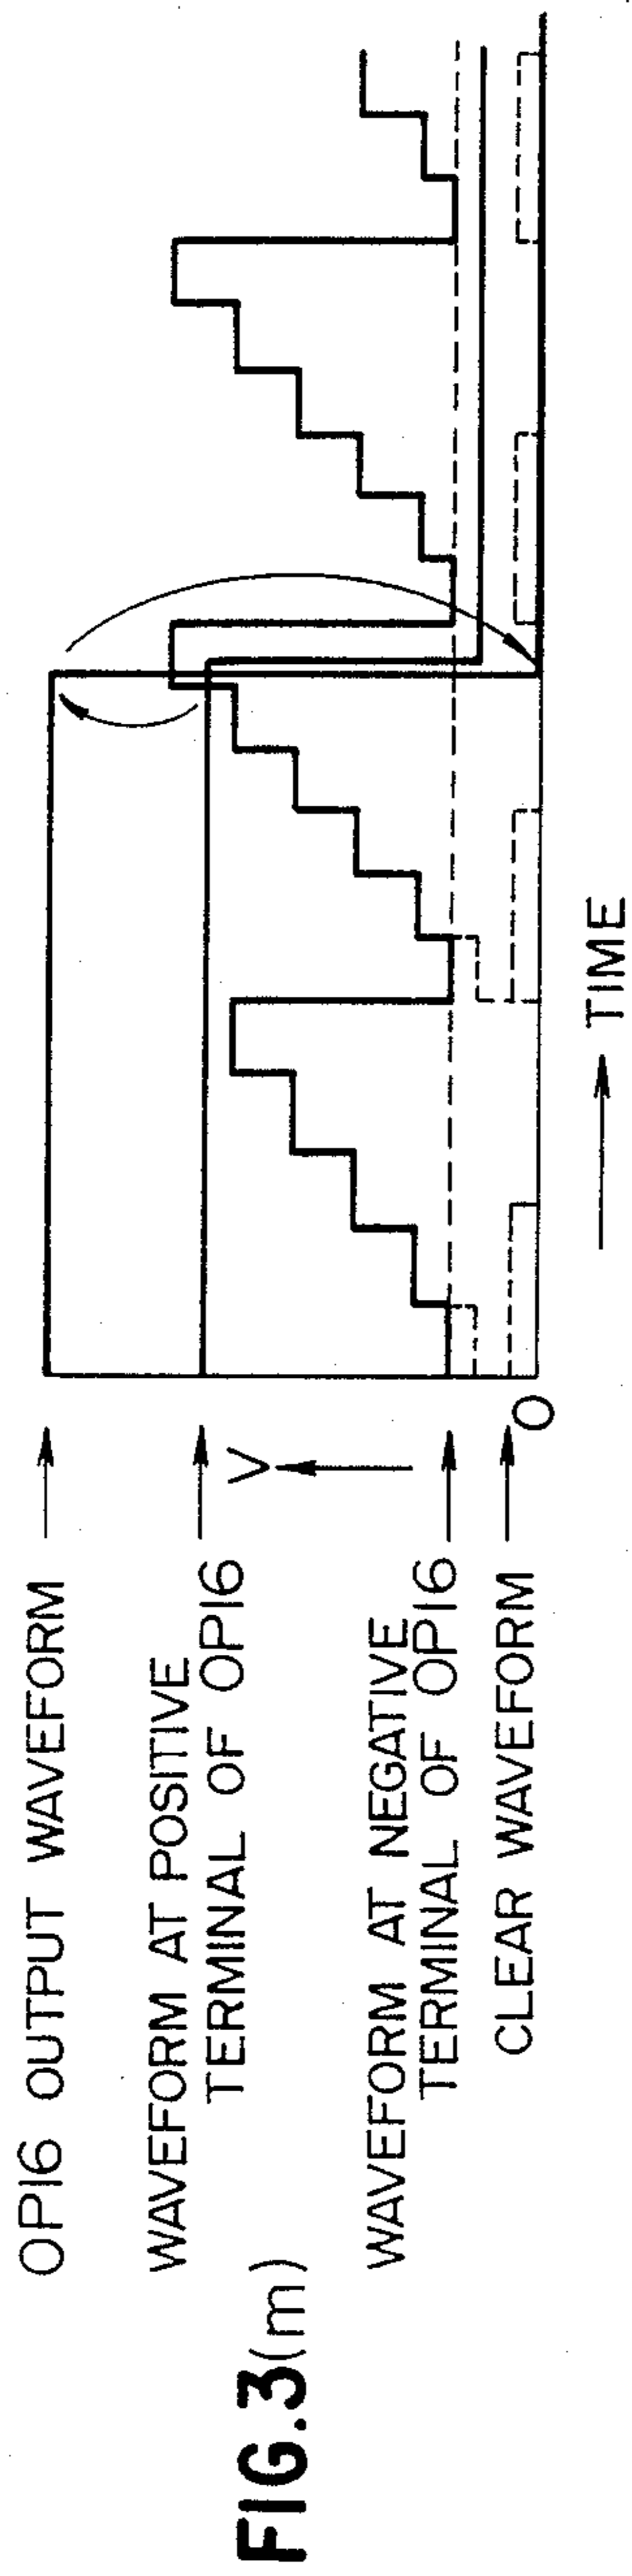 OP16 OUTPUT WAVEFORM
WAVEFORM AT POSITIVE
TERMINAL OF OP16
V
WAVEFORM AT NEGATIVE
TERMINAL OF OP16
CLEAR WAVEFORM
O
TIME
FIG.3(m)